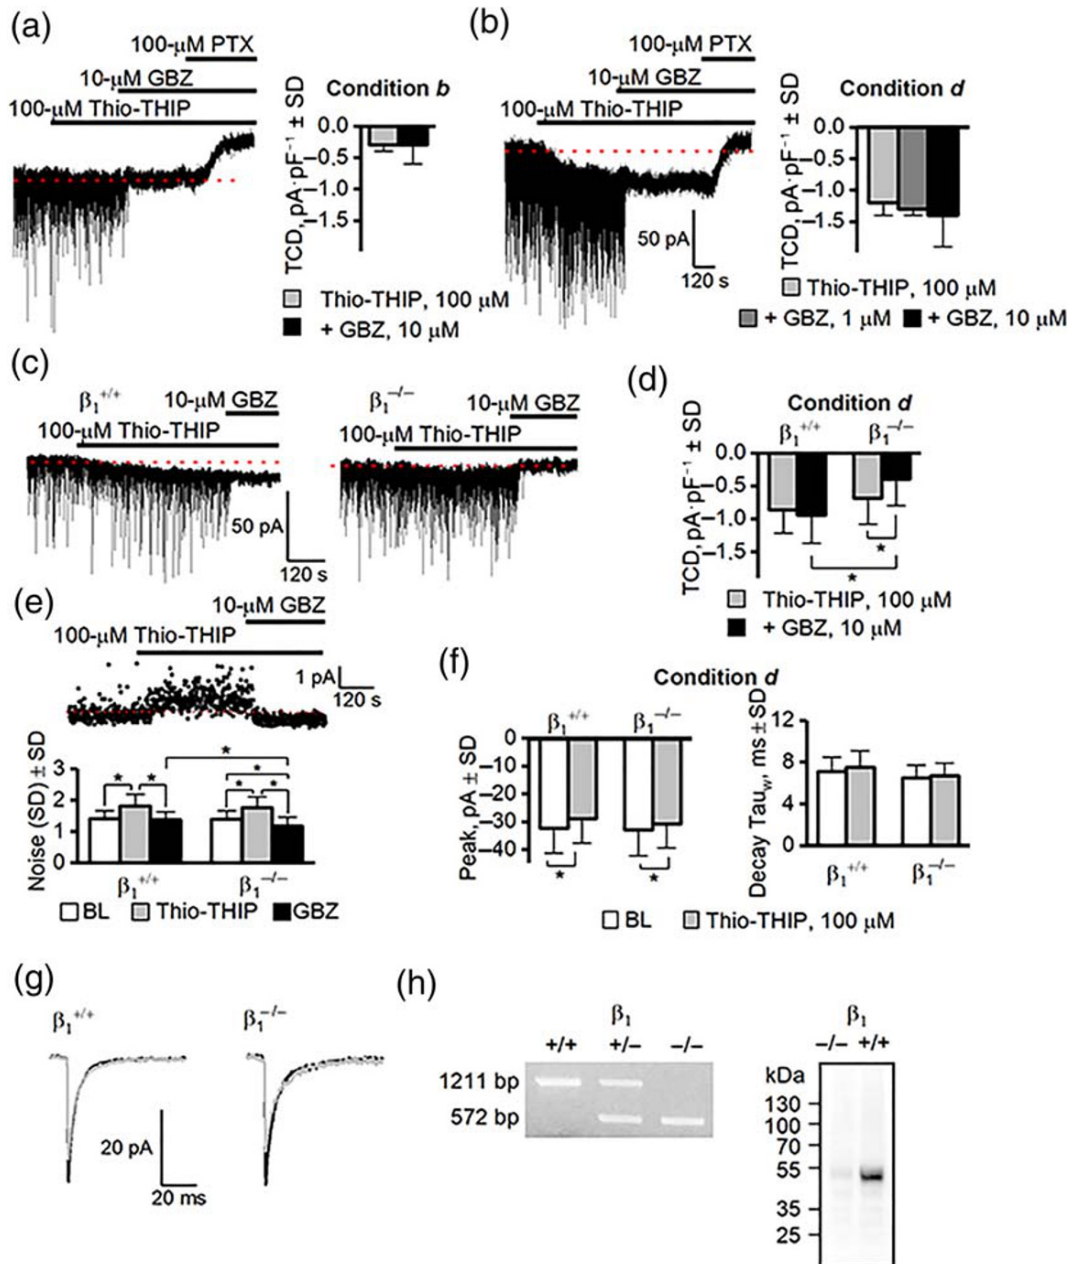 (a)
100-μM PTX
10-μM GBZ
100-μM Thio-THIP
Condition b
TCD, pA·pF⁻¹ ± SD
0.0
−0.5
−1.0
−1.5
Thio-THIP, 100 μM
+ GBZ, 10 μM
(b)
100-μM PTX
10-μM GBZ
100-μM Thio-THIP
50 pA
120 s
Condition d
TCD, pA·pF⁻¹ ± SD
0.0
−0.5
−1.0
−1.5
Thio-THIP, 100 μM
+ GBZ, 1 μM + GBZ, 10 μM
(c)
β₁⁺/⁺
10-μM GBZ
100-μM Thio-THIP
50 pA
120 s
β₁⁻/⁻
10-μM GBZ
100-μM Thio-THIP
(d)
Condition d
β₁⁺/⁺ β₁⁻/⁻
TCD, pA·pF⁻¹ ± SD
0.0
−0.5
−1.0
−1.5
*
*
Thio-THIP, 100 μM
+ GBZ, 10 μM
(e)
10-μM GBZ
100-μM Thio-THIP
1 pA
120 s
Noise (SD) ± SD
3
2
1
0
* *
*
*
* *
β₁⁺/⁺ β₁⁻/⁻
BL Thio-THIP GBZ
(f)
Condition d
β₁⁺/⁺ β₁⁻/⁻
Peak, pA ± SD
0
−10
−20
−30
−40
* *
Decay Tau_w, ms ± SD
12
8
4
0
β₁⁺/⁺ β₁⁻/⁻
BL Thio-THIP, 100 μM
(g)
β₁⁺/⁺ β₁⁻/⁻
20 pA
20 ms
(h)
β₁
+/+ +/− −/−
1211 bp
572 bp
β₁
−/− +/+
kDa
130
100
70
55
35
25